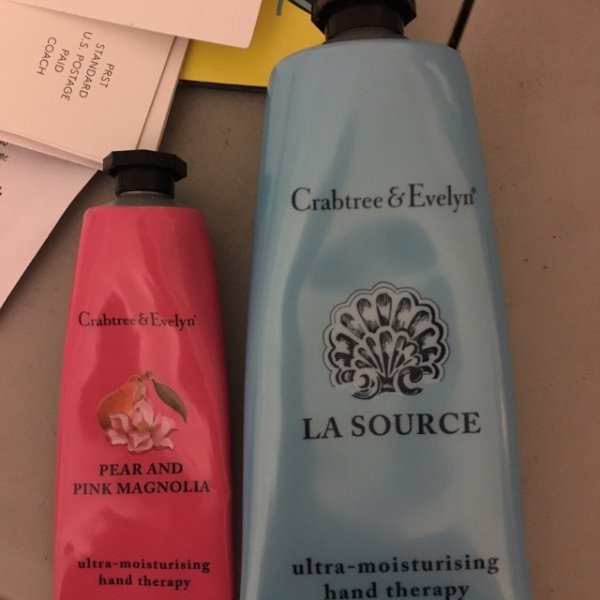 PRST
STANDARD
U.S. POSTAGE
PAID
COACH
Crabtree & Evelyn
PEAR AND
PINK MAGNOLIA
ultra-moisturising
hand therapy
Crabtree & Evelyn®
LA SOURCE
ultra-moisturising
hand therapy